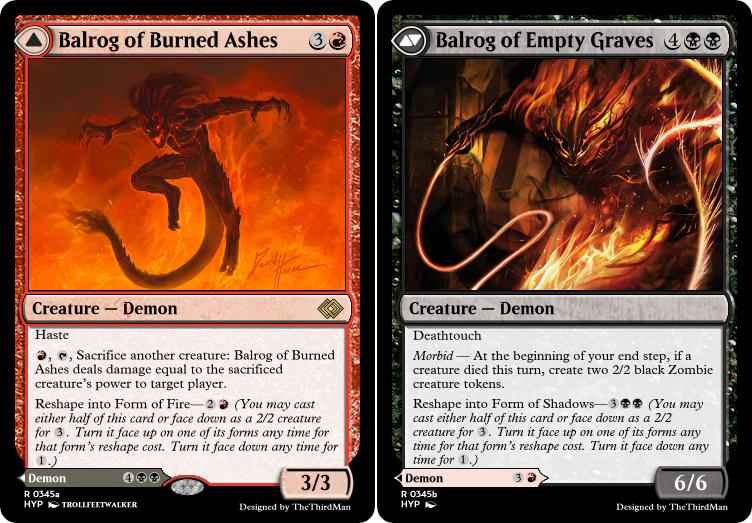 Balrog of Burned Ashes 3
Creature — Demon
Haste
, , Sacrifice another creature: Balrog of Burned
Ashes deals damage equal to the sacrificed
creature's power to target player.
Reshape into Form of Fire—2 (You may cast
either half of this card or face down as a 2/2 creature
for 3. Turn it face up on one of its forms any time for
that form's reshape cost. Turn it face down any time for
1.)
Demon 4
3/3
R 0345a
HYP TROLLFEETWALKER
Designed by TheThirdMan
Balrog of Empty Graves 4
Creature — Demon
Deathtouch
Morbid — At the beginning of your end step, if a
creature died this turn, create two 2/2 black Zombie
creature tokens.
Reshape into Form of Shadows—3 (You may
cast either half of this card or face down as a 2/2
creature for 3. Turn it face up on one of its forms any
time for that form's reshape cost. Turn it face down any
time for 1.)
Demon 3
6/6
R 0345b
HYP
Designed by TheThirdMan